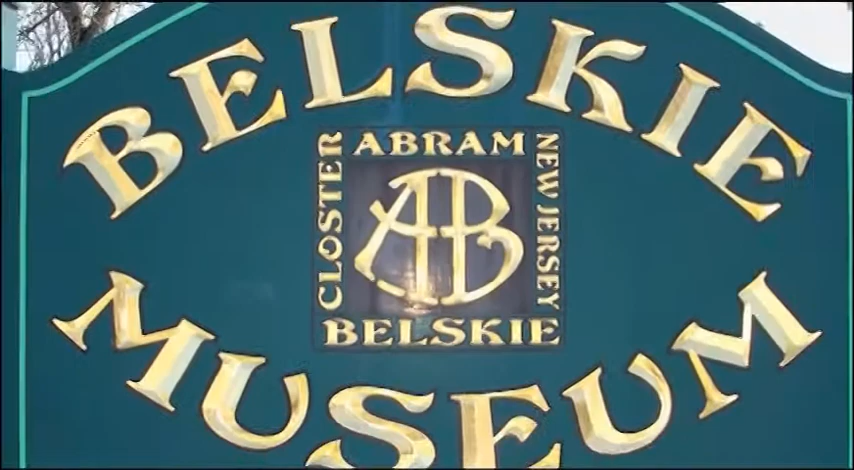 BELSKIE
ABRAM
CLOSTER
AB
NEW JERSEY
BELSKIE
MUSEUM